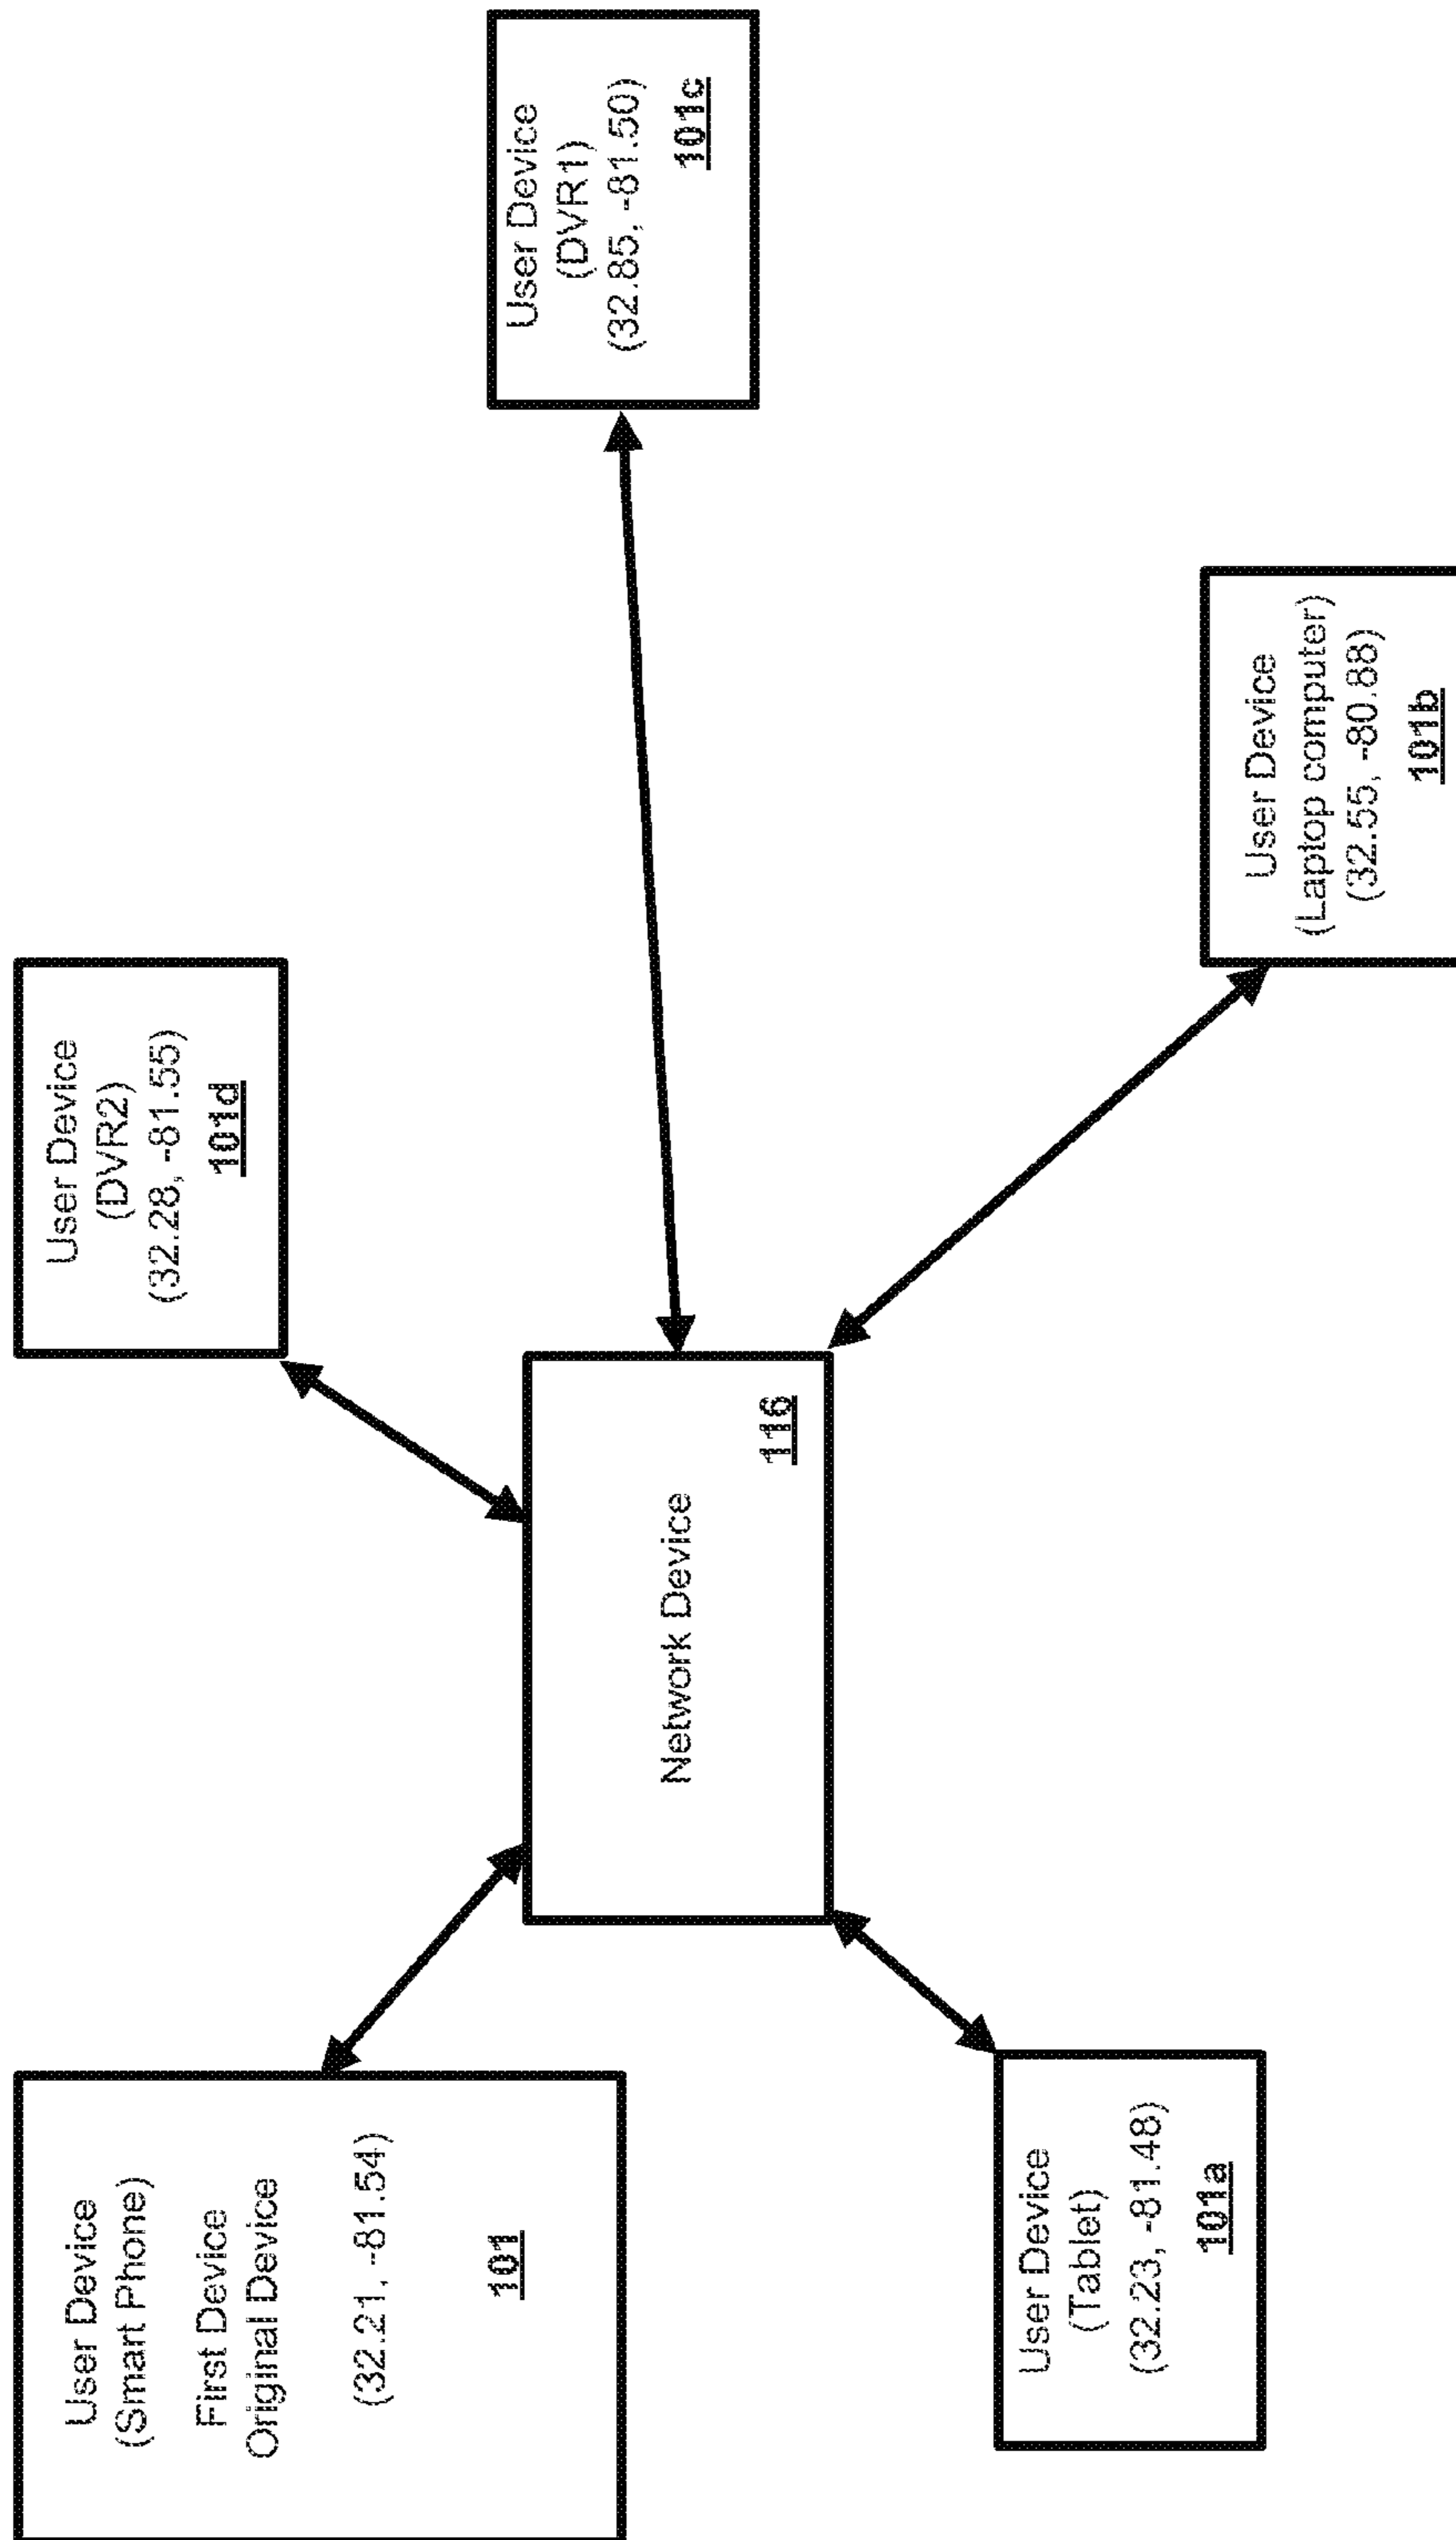 User Device
(Smart Phone)
First Device
Original Device
(32.21, -81.54)
101
User Device
(DVR2)
(32.28, -81.55)
101d
User Device
(DVR1)
(32.85, -81.50)
101c
Network Device
116
User Device
(Tablet)
(32.23, -81.48)
101a
User Device
(Laptop computer)
(32.55, -80.88)
101b